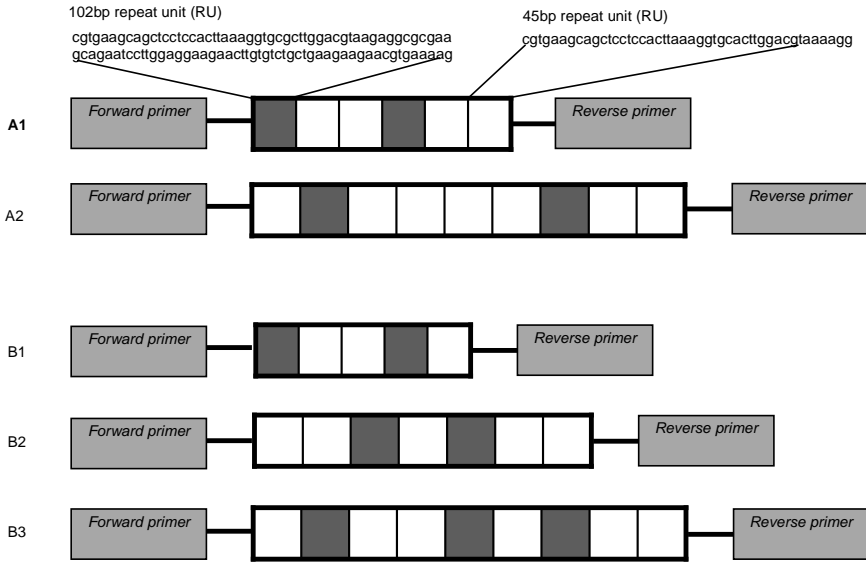 102bp repeat unit (RU)
cgtgaagcagctcctccacttaaaggtgcgcttggacgtaagaggcgcgaa
gcagaatccttggaggaagaacttgtgtctgctgaagaagaacgtgaaaag
45bp repeat unit (RU)
cgtgaagcagctcctccacttaaaggtgcacttggacgtaaaagg
A1
Forward primer
Reverse primer
A2
Forward primer
Reverse primer
B1
Forward primer
Reverse primer
B2
Forward primer
Reverse primer
B3
Forward primer
Reverse primer